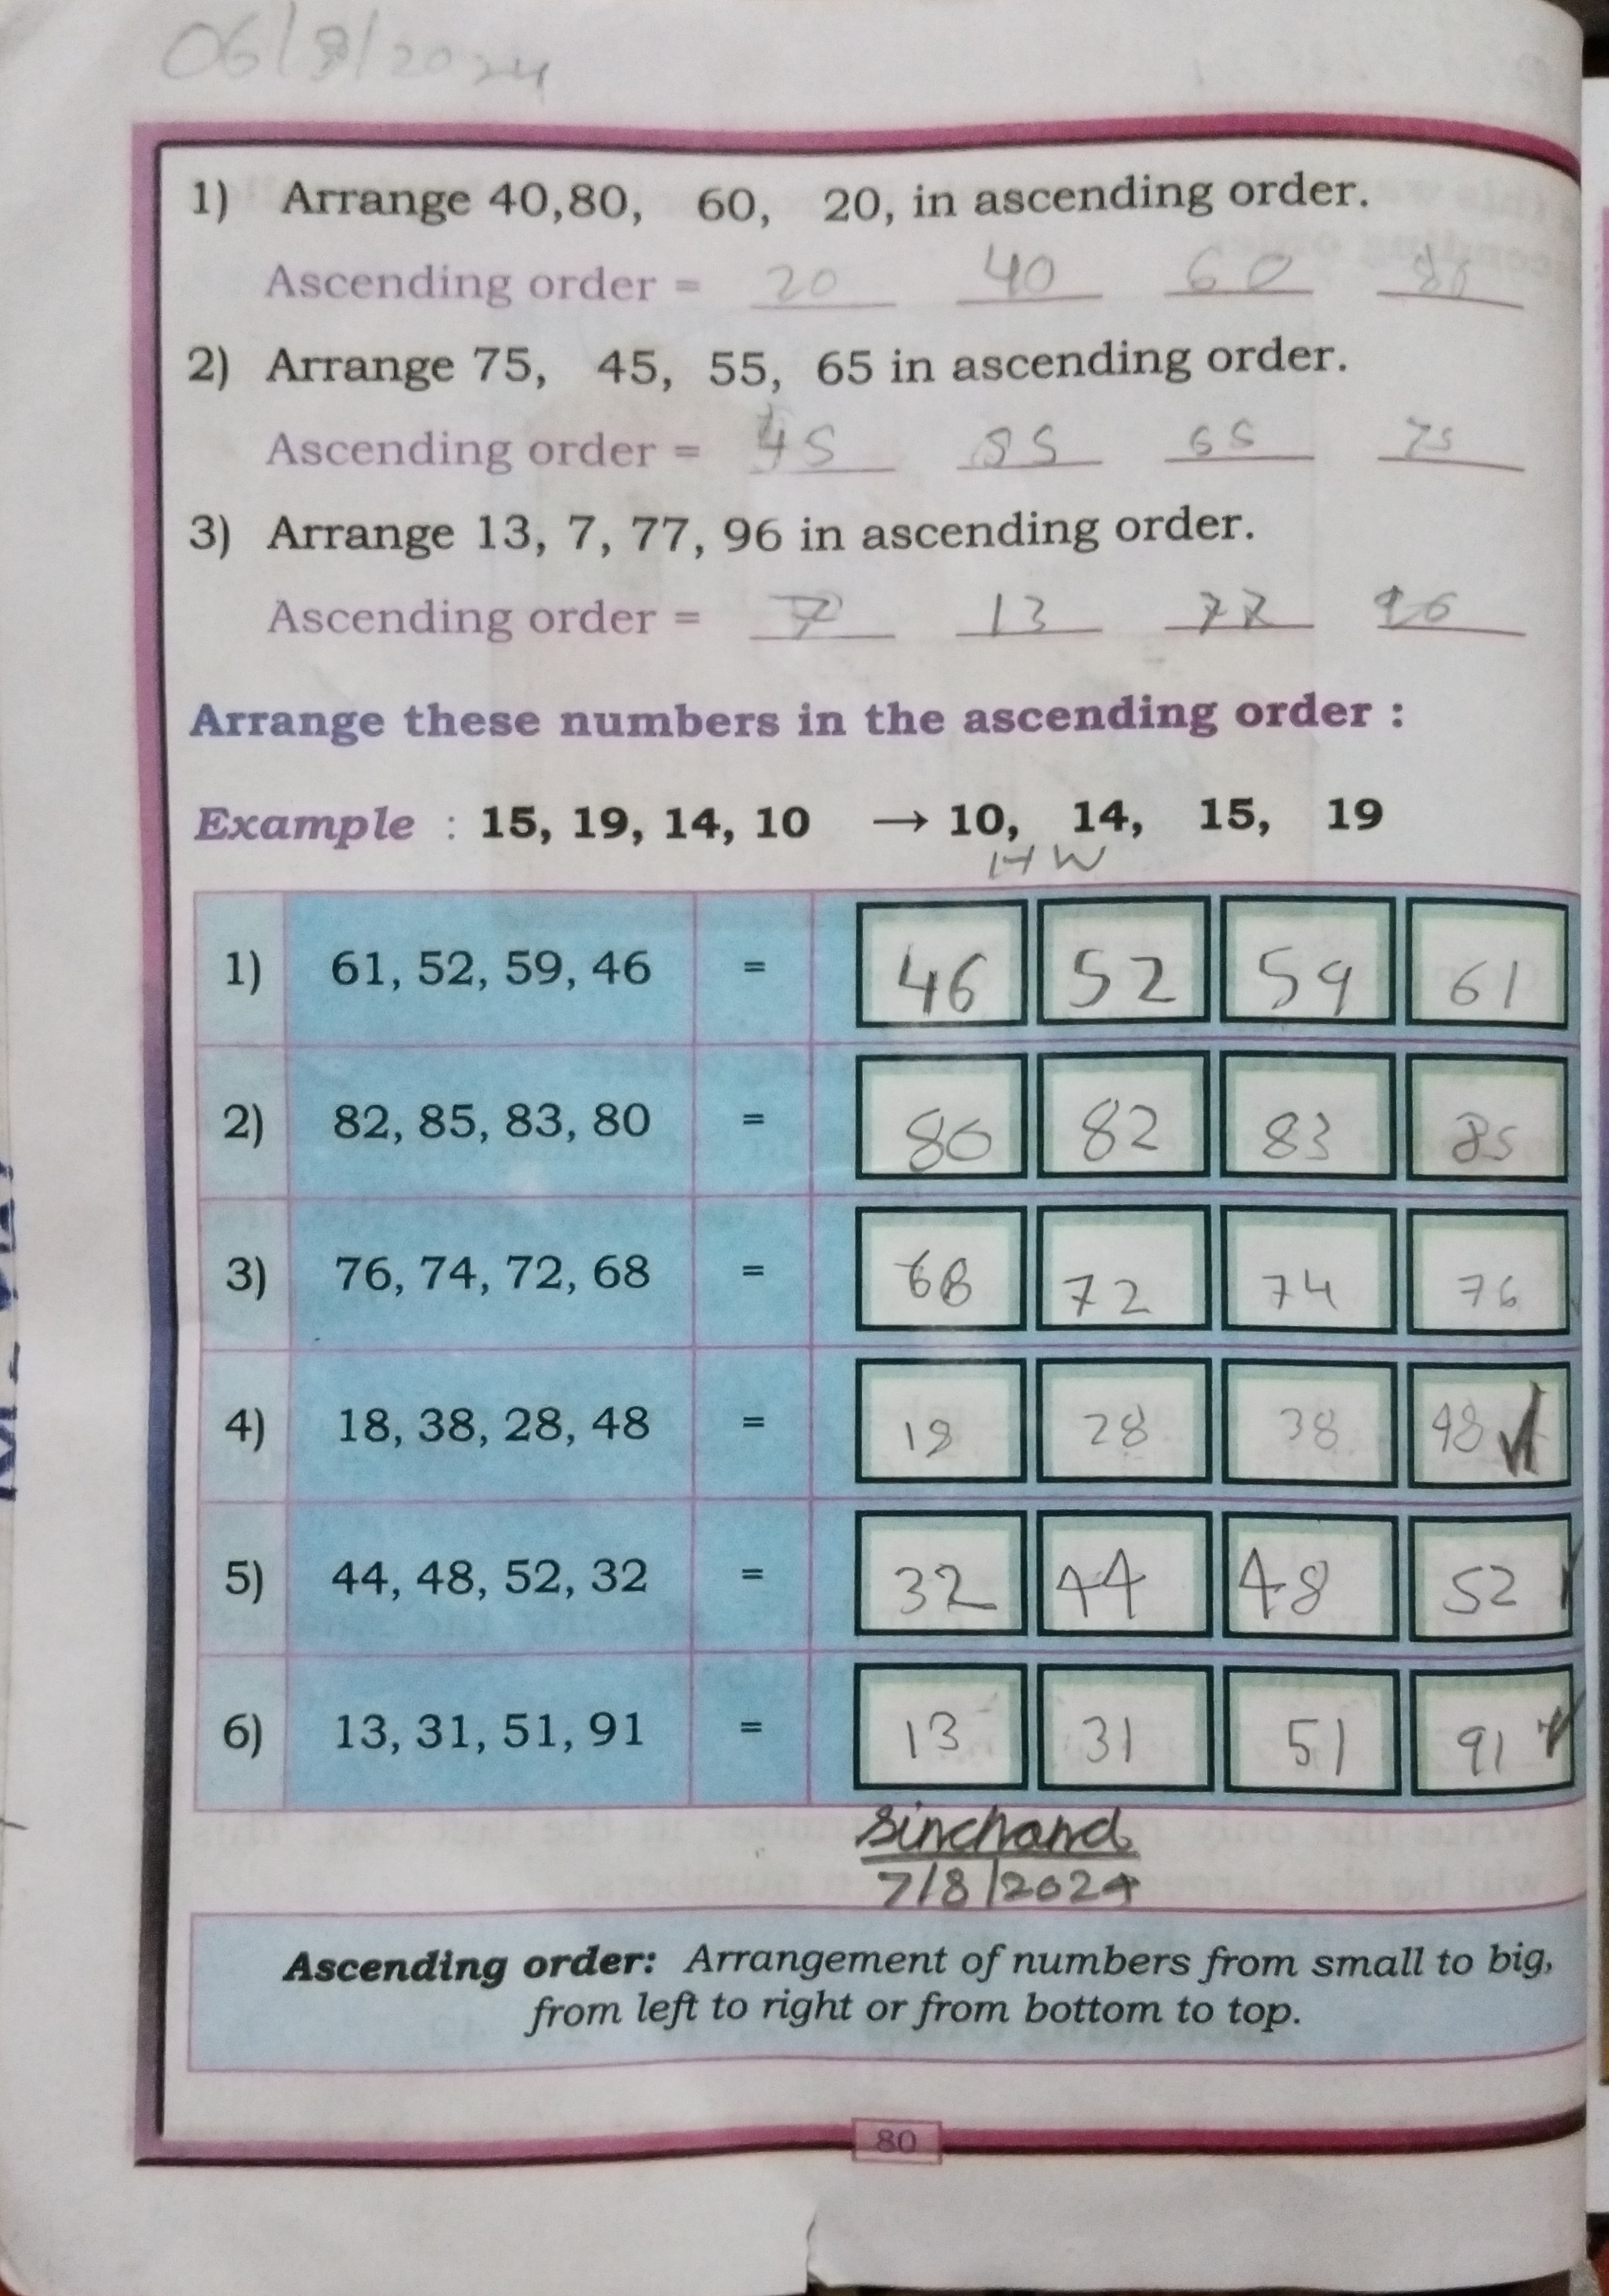 06/8/2024
1) Arrange 40,80, 60, 20, in ascending order.
Ascending order = 20 40 60 80
2) Arrange 75, 45, 55, 65 in ascending order.
Ascending order = 45 55 65 75
3) Arrange 13, 7, 77, 96 in ascending order.
Ascending order = 7 13 77 96
Arrange these numbers in the ascending order :
Example : 15, 19, 14, 10 → 10, 14, 15, 19
HW
1) 61, 52, 59, 46 = 46 52 59 61
2) 82, 85, 83, 80 = 80 82 83 85
3) 76, 74, 72, 68 = 68 72 74 76
4) 18, 38, 28, 48 = 18 28 38 48
5) 44, 48, 52, 32 = 32 44 48 52
6) 13, 31, 51, 91 = 13 31 51 91
Sinchand
7/8/2024
Ascending order: Arrangement of numbers from small to big,
from left to right or from bottom to top.
80